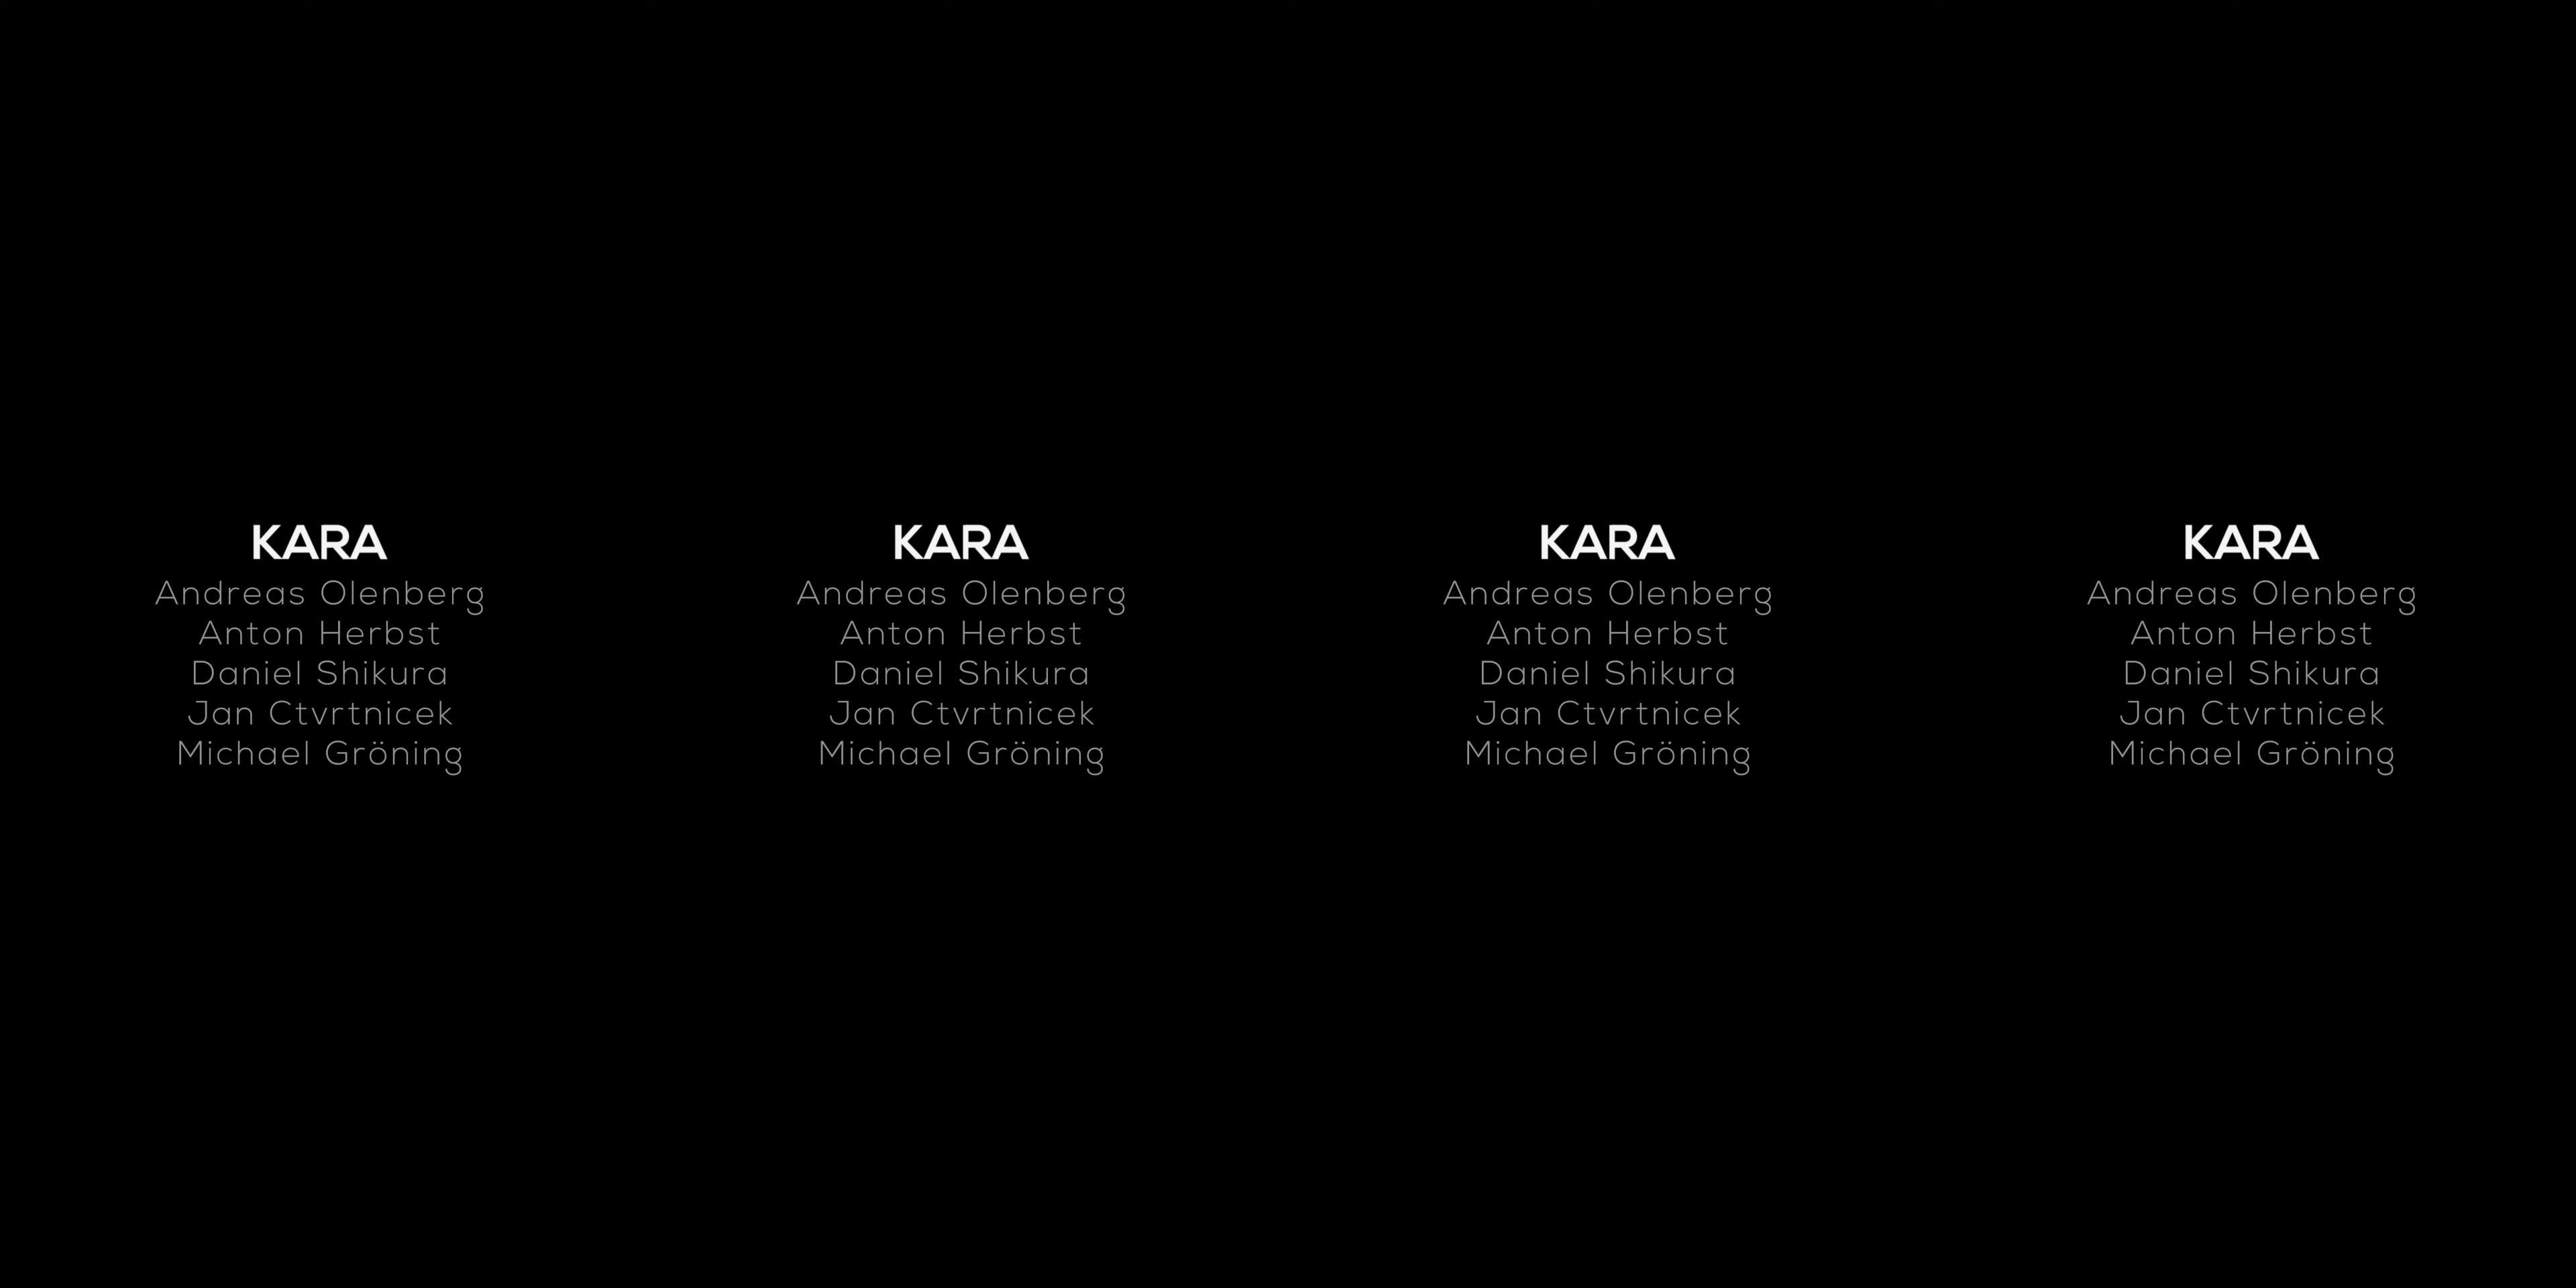 KARA
Andreas Olenberg
Anton Herbst
Daniel Shikura
Jan Ctvrtnicek
Michael Gröning
KARA
Andreas Olenberg
Anton Herbst
Daniel Shikura
Jan Ctvrtnicek
Michael Gröning
KARA
Andreas Olenberg
Anton Herbst
Daniel Shikura
Jan Ctvrtnicek
Michael Gröning
KARA
Andreas Olenberg
Anton Herbst
Daniel Shikura
Jan Ctvrtnicek
Michael Gröning